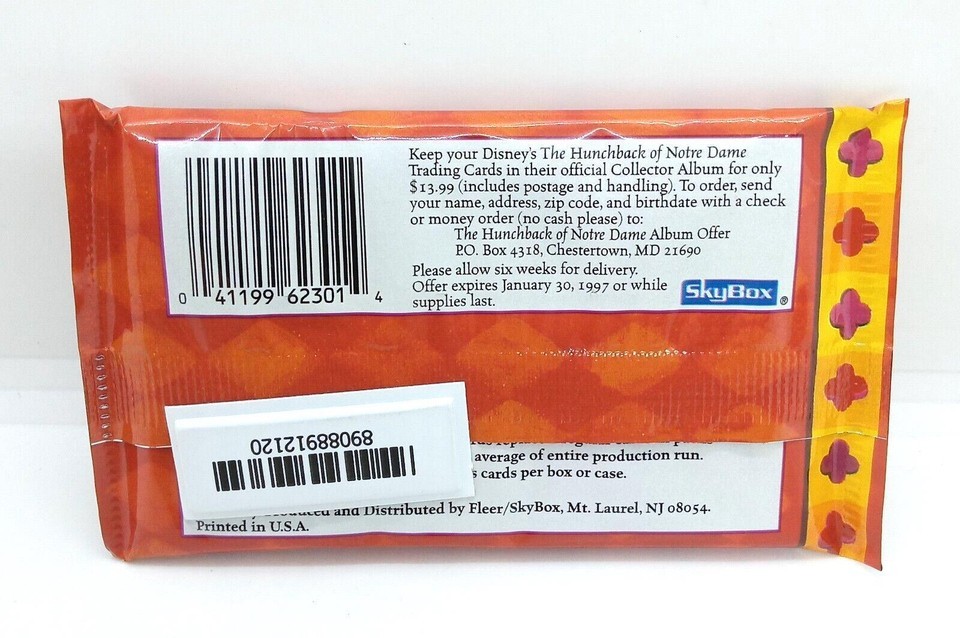 Keep your Disney's The Hunchback of Notre Dame
Trading Cards in their official Collector Album for only
$13.99 (includes postage and handling). To order, send
your name, address, zip code, and birthdate with a check
or money order (no cash please) to:
The Hunchback of Notre Dame Album Offer
P.O. Box 4318, Chestertown, MD 21690
Please allow six weeks for delivery.
Offer expires January 30, 1997 or while
supplies last.
SkyBox ®
0 41199 62301 4
8908891212120
average of entire production run.
cards per box or case.
and Distributed by Fleer/SkyBox, Mt. Laurel, NJ 08054.
Printed in U.S.A.